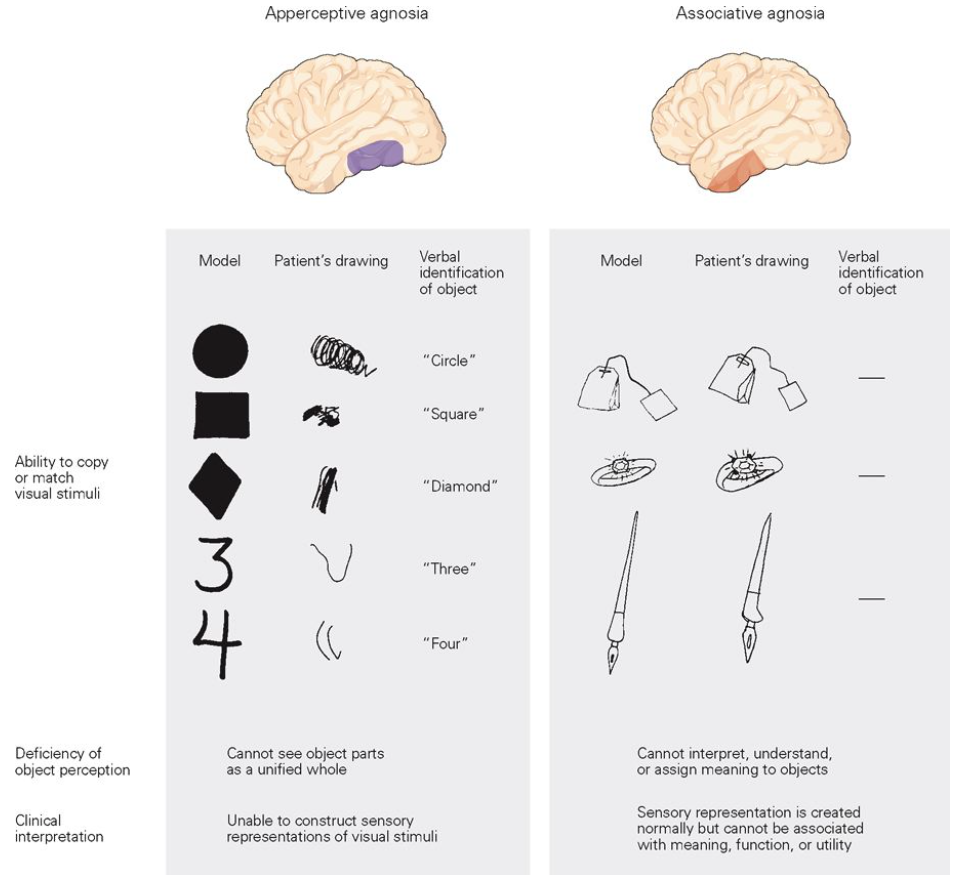 Apperceptive agnosia
Associative agnosia
Model
Patient’s drawing
Verbal
identification
of object
Model
Patient’s drawing
Verbal
identification
of object
Ability to copy
or match
visual stimuli
“Circle”
“Square”
“Diamond”
3
“Three”
4
“Four”
—
—
—
Deficiency of
object perception
Cannot see object parts
as a unified whole
Cannot interpret, understand,
or assign meaning to objects
Clinical
interpretation
Unable to construct sensory
representations of visual stimuli
Sensory representation is created
normally but cannot be associated
with meaning, function, or utility